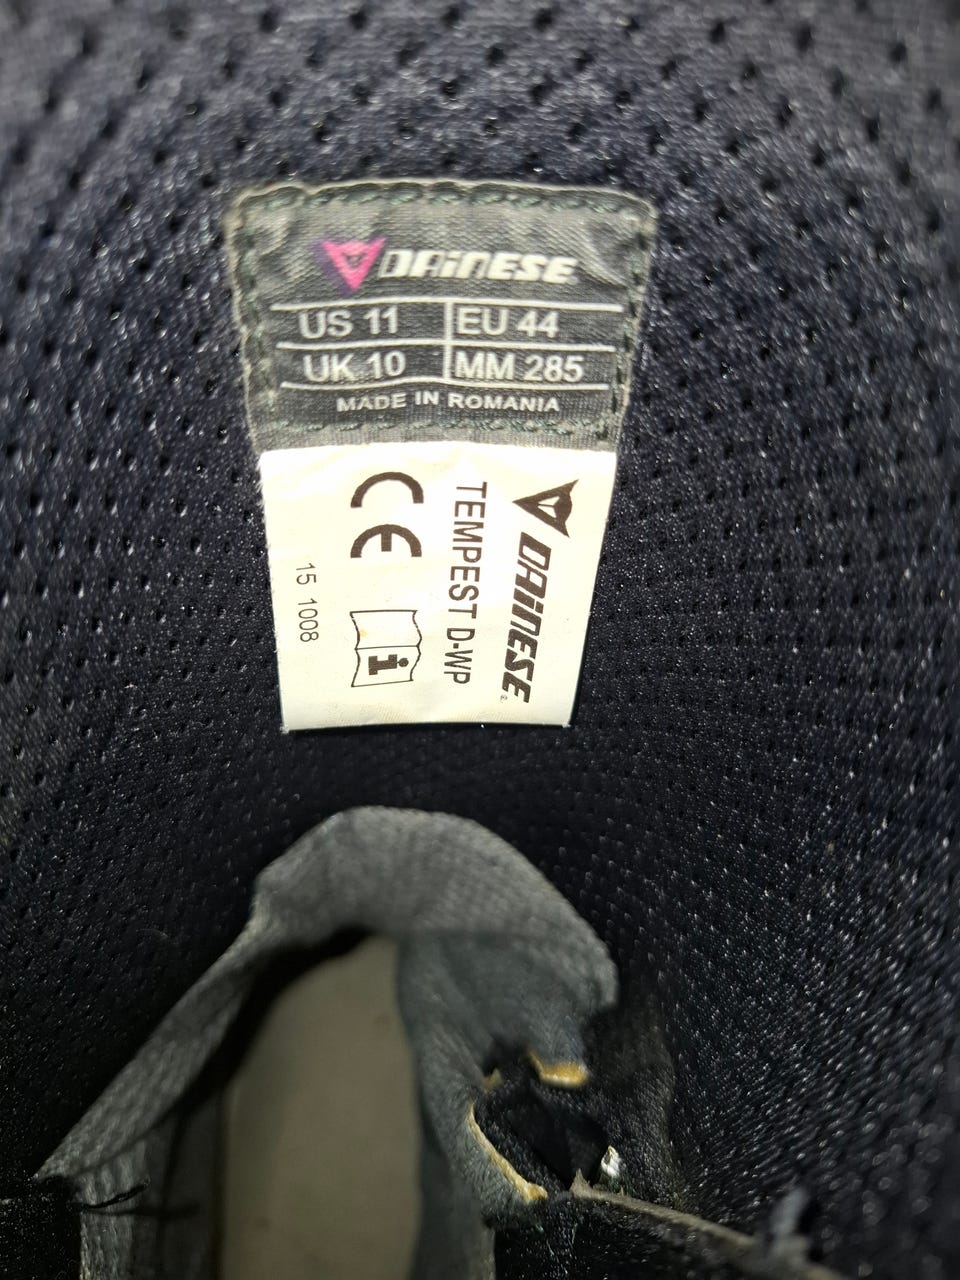 DAINESE
US 11 EU 44
UK 10 MM 285
MADE IN ROMANIA
DAINESE®
TEMPEST D-WP
CE
i
15 1008